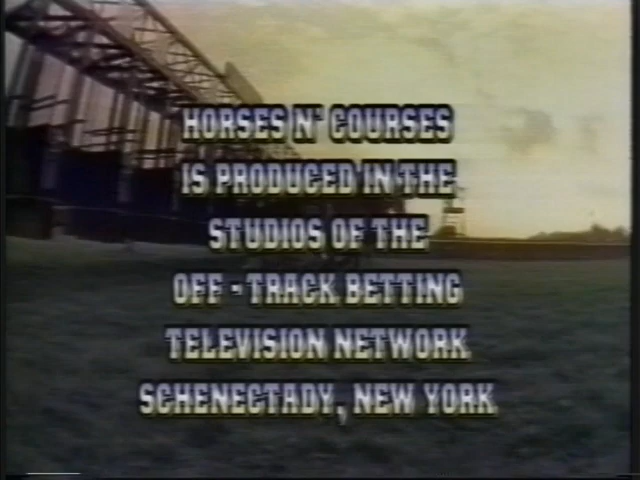 HORSES N' COURSES
IS PRODUCED IN THE
STUDIOS OF THE
OFF - TRACK BETTING
TELEVISION NETWORK
SCHENECTADY, NEW YORK